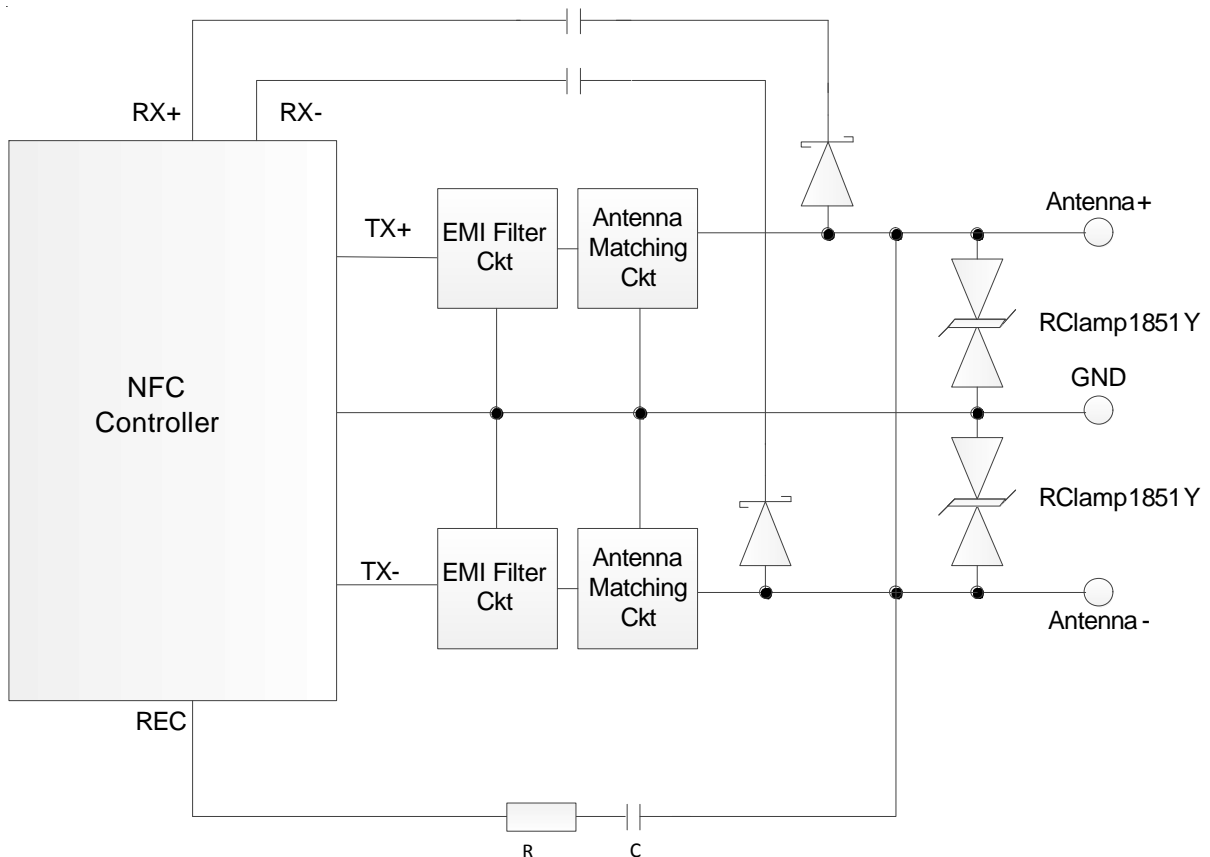 RX+
RX-
TX+
EMI Filter
Ckt
Antenna
Matching
Ckt
Antenna+
RClamp1851Y
NFC
Controller
GND
RClamp1851Y
TX-
EMI Filter
Ckt
Antenna
Matching
Ckt
Antenna-
REC
R
C